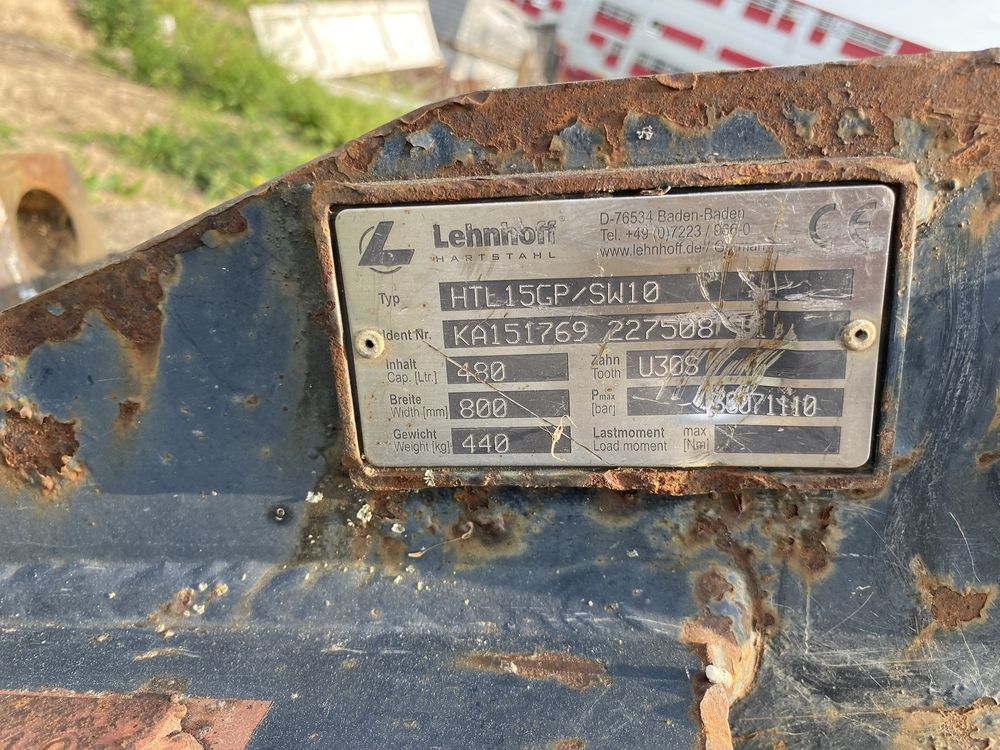 Lehnhoff®
HARTSTAHL
D-76534 Baden-Baden
Tel. +49 (0)7223 / 966-0
www.lehnhoff.de /
CE
Typ HTL15GP/SW10
Ident Nr. KA151769 227508
Inhalt
Cap. [Ltr.] 480
Zahn
Tooth U30S
Breite
Width [mm] 800
Pmax
[bar]
Gewicht
Weight [kg] 440
Lastmoment max
Load moment [Nm]